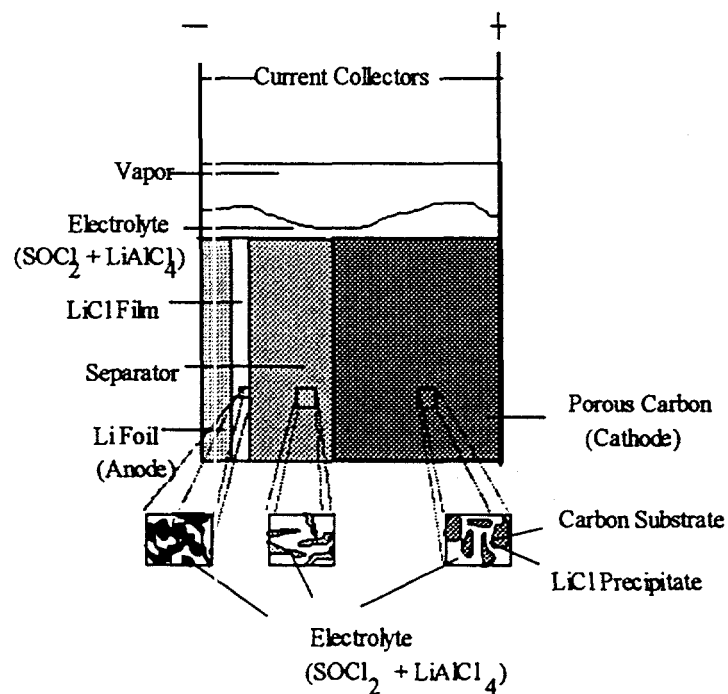 − +
Current Collectors
Vapor
Electrolyte
(SOCl2 + LiAlCl4)
LiCl Film
Separator
Li Foil
(Anode)
Porous Carbon
(Cathode)
Carbon Substrate
LiCl Precipitate
Electrolyte
(SOCl2 + LiAlCl4)